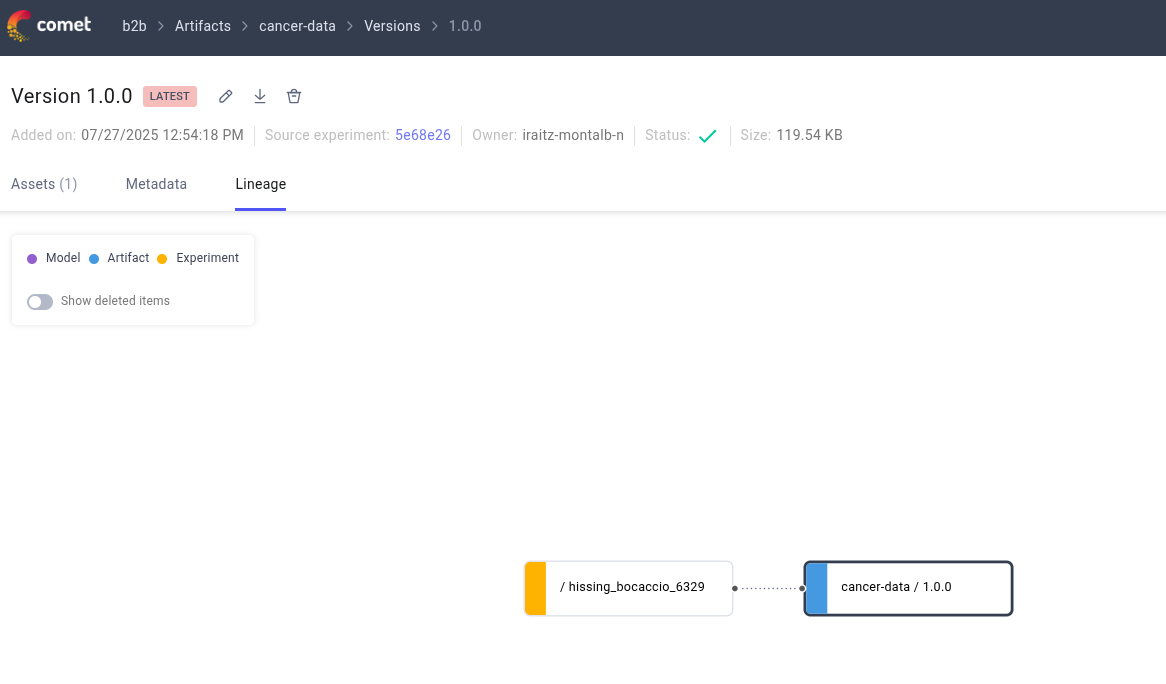 comet b2b Artifacts cancer-data Versions 1.0.0
Version 1.0.0 LATEST
Added on: 07/27/2025 12:54:18 PM Source experiment: 5e68e26 Owner: iraitz-montalb-n Status: Size: 119.54 KB
Assets (1) Metadata Lineage
Model Artifact Experiment
Show deleted items
/ hissing_bocaccio_6329 cancer-data / 1.0.0